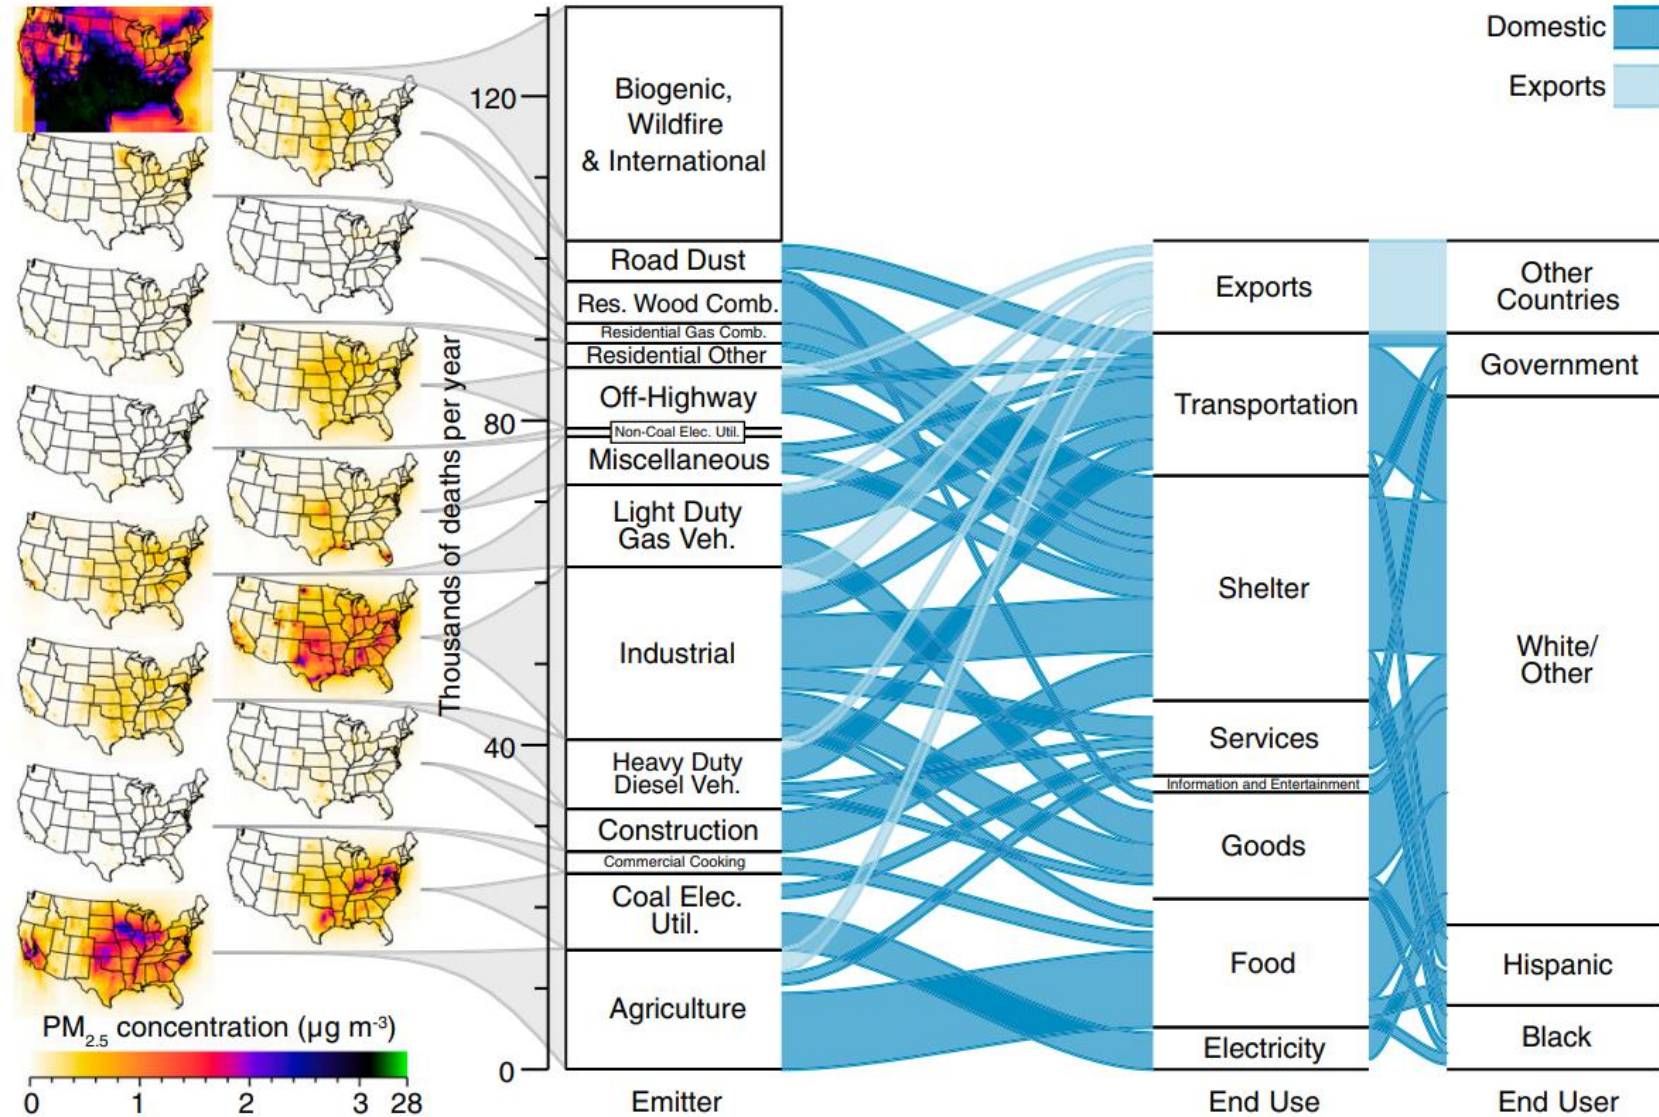 Domestic
Exports
120
80
40
0
Thousands of deaths per year
Biogenic,
Wildfire
& International
Road Dust
Res. Wood Comb.
Residential Gas Comb.
Residential Other
Off-Highway
Non-Coal Elec. Util.
Miscellaneous
Light Duty
Gas Veh.
Industrial
Heavy Duty
Diesel Veh.
Construction
Commercial Cooking
Coal Elec.
Util.
Agriculture
Exports
Transportation
Shelter
Services
Information and Entertainment
Goods
Food
Electricity
Other
Countries
Government
White/
Other
Hispanic
Black
PM2.5 concentration (µg m-3)
0 1 2 3 28
Emitter
End Use
End User